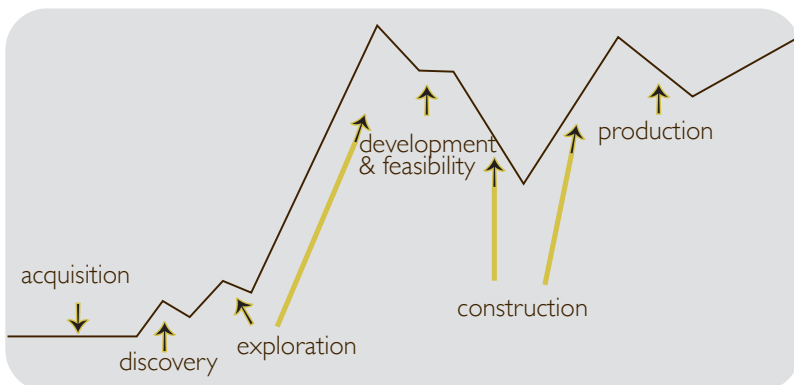 acquisition
discovery
exploration
development
& feasibility
construction
production